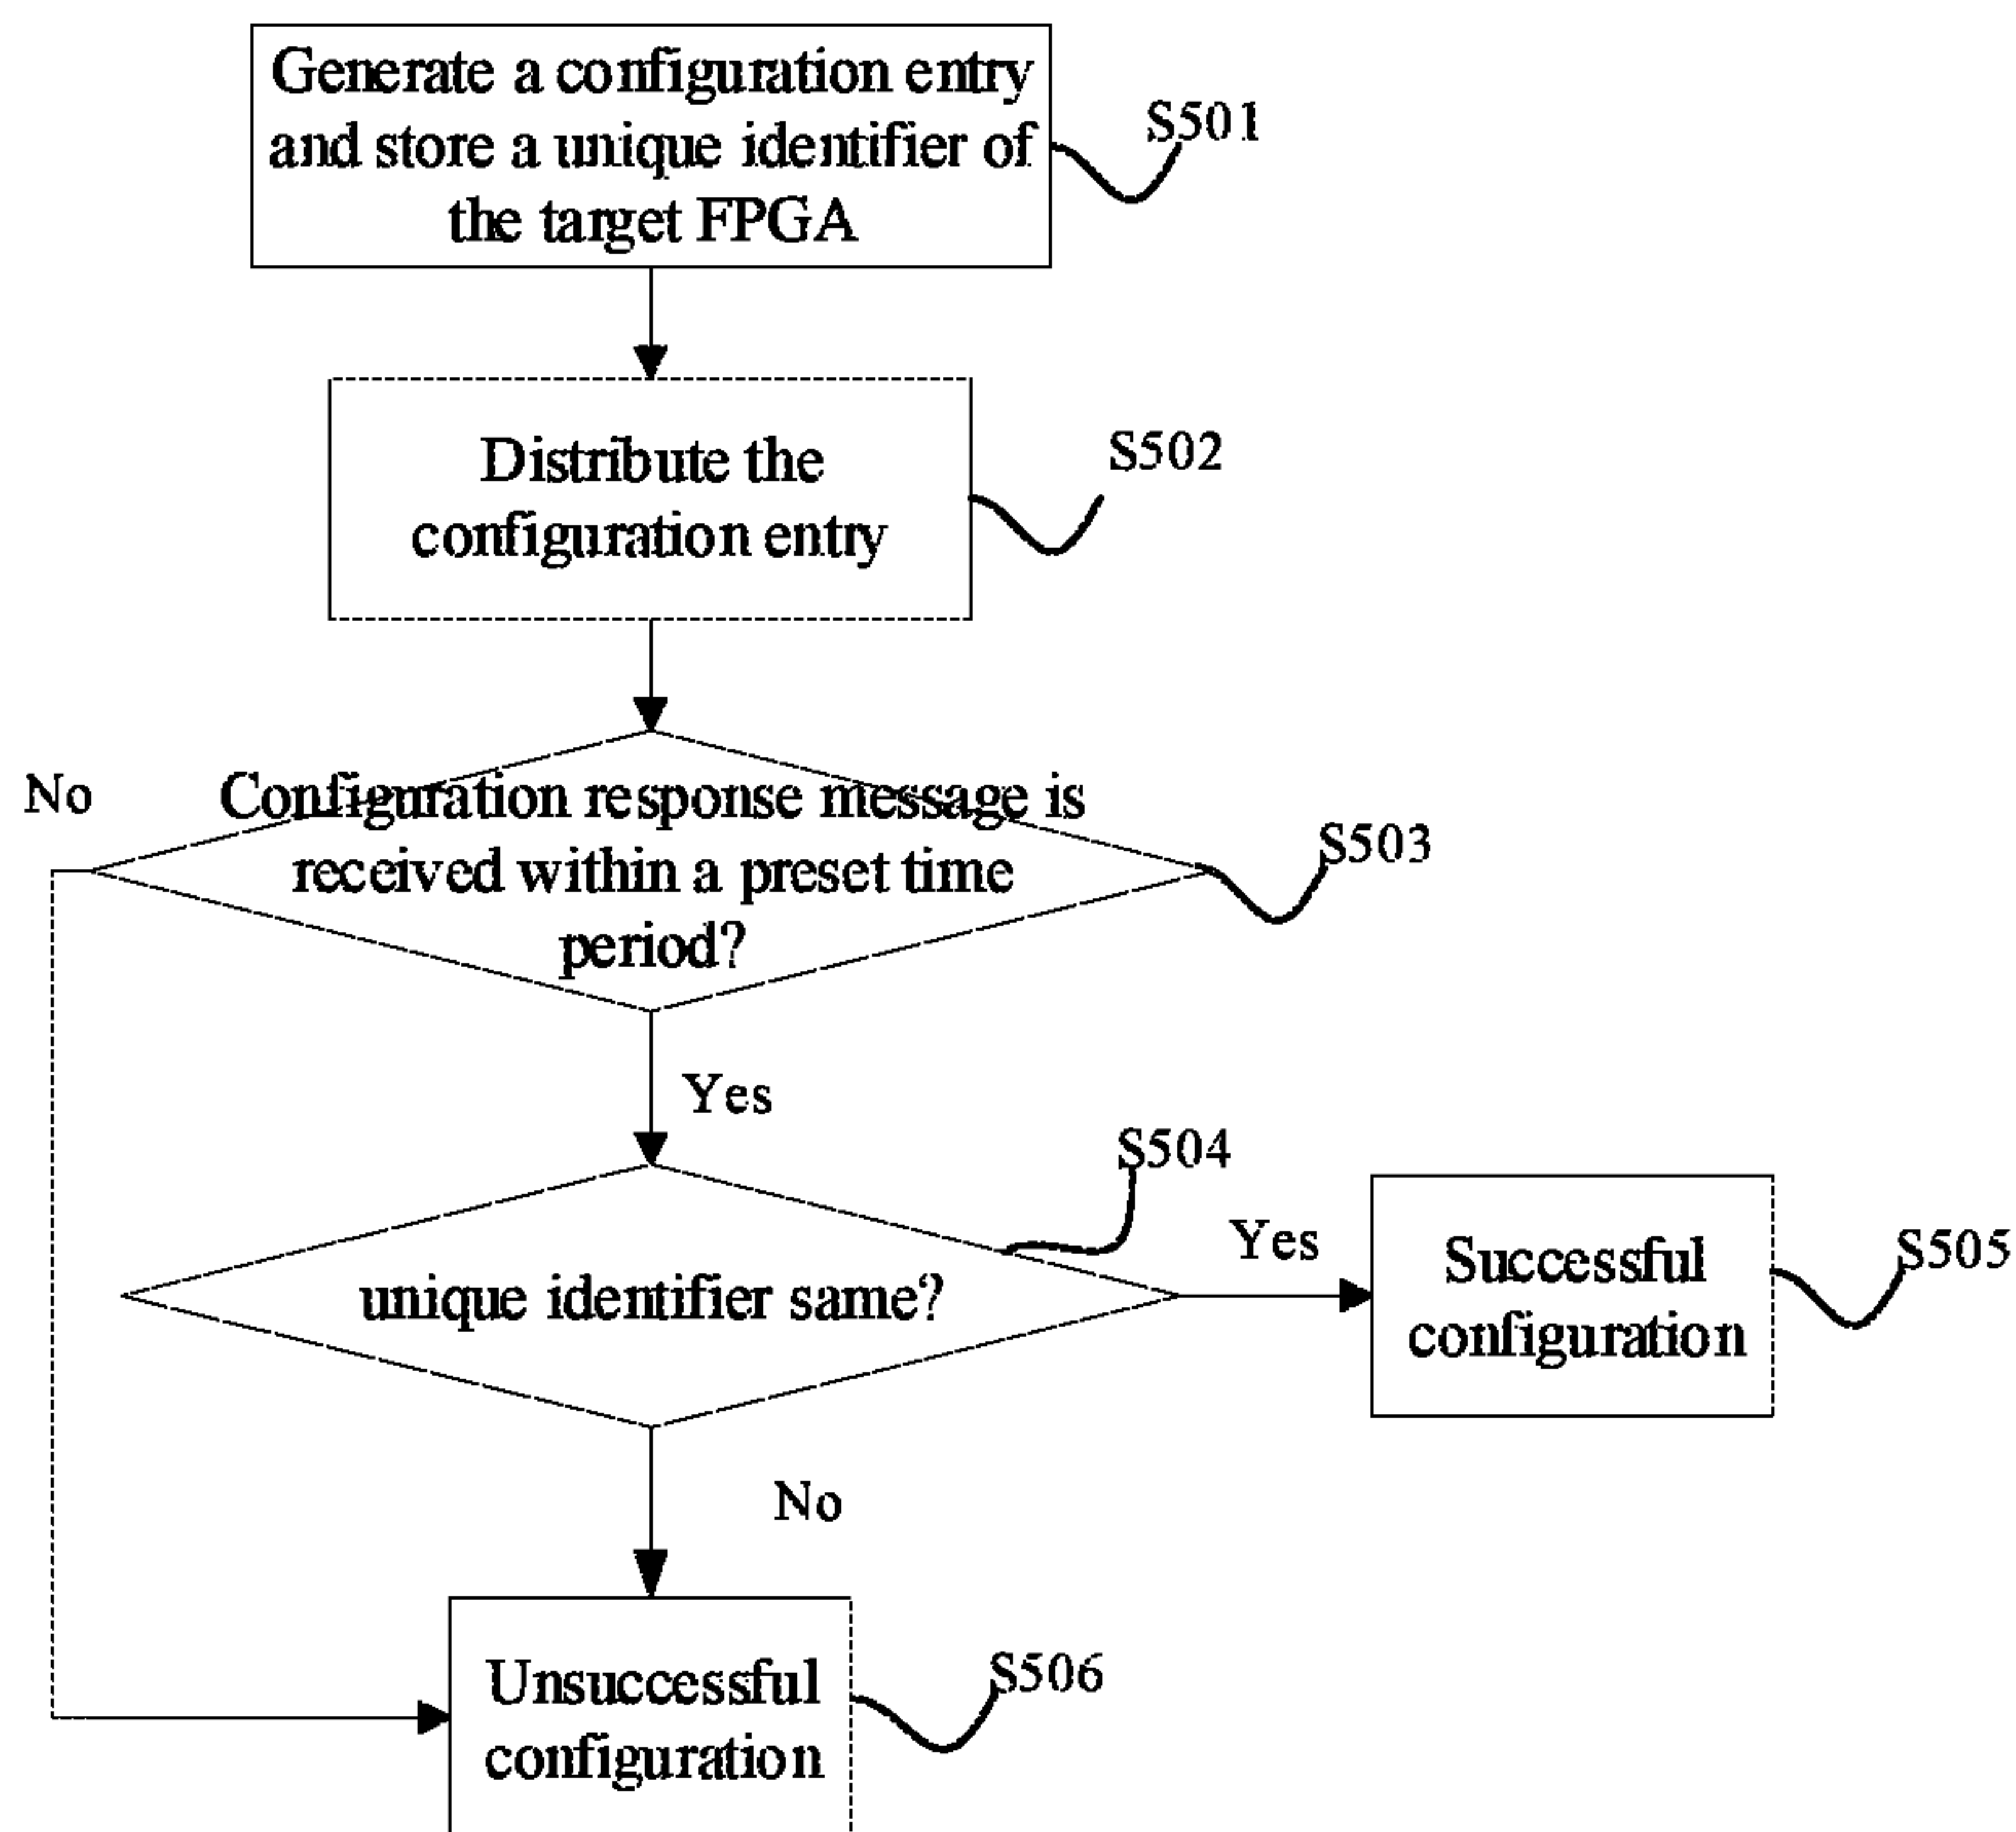 Generate a configuration entry
and store a unique identifier of
the target FPGA
S501
Distribute the
configuration entry
S502
No
Configuration response message is
received within a preset time
period?
S503
Yes
S504
unique identifier same?
Yes
Successful
configuration
S505
No
Unsuccessful
configuration
S506